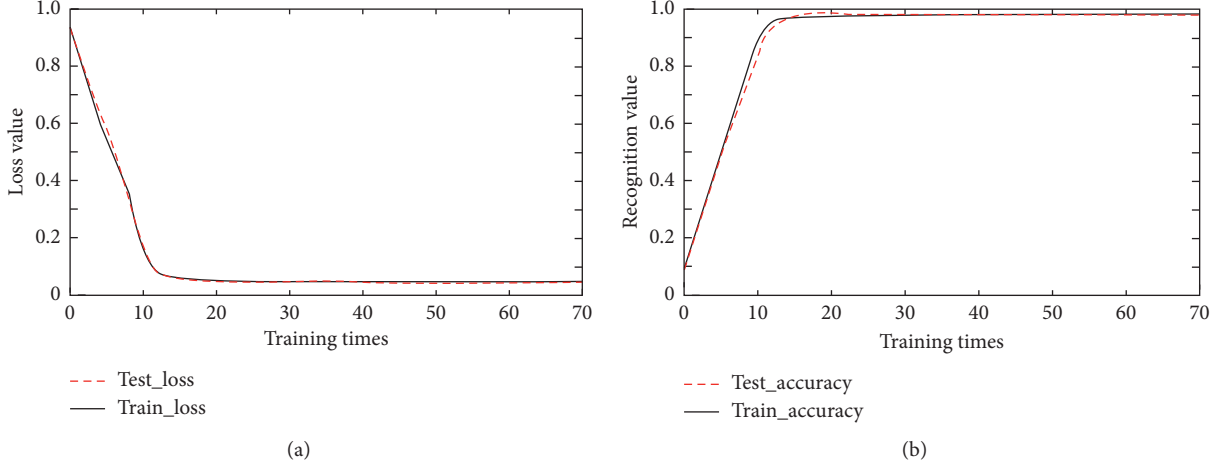 1.0
0.8
0.6
0.4
0.2
0
Loss value
0 10 20 30 40 50 60 70
Training times
Test_loss
Train_loss
(a)
1.0
0.8
0.6
0.4
0.2
0
Recognition value
0 10 20 30 40 50 60 70
Training times
Test_accuracy
Train_accuracy
(b)